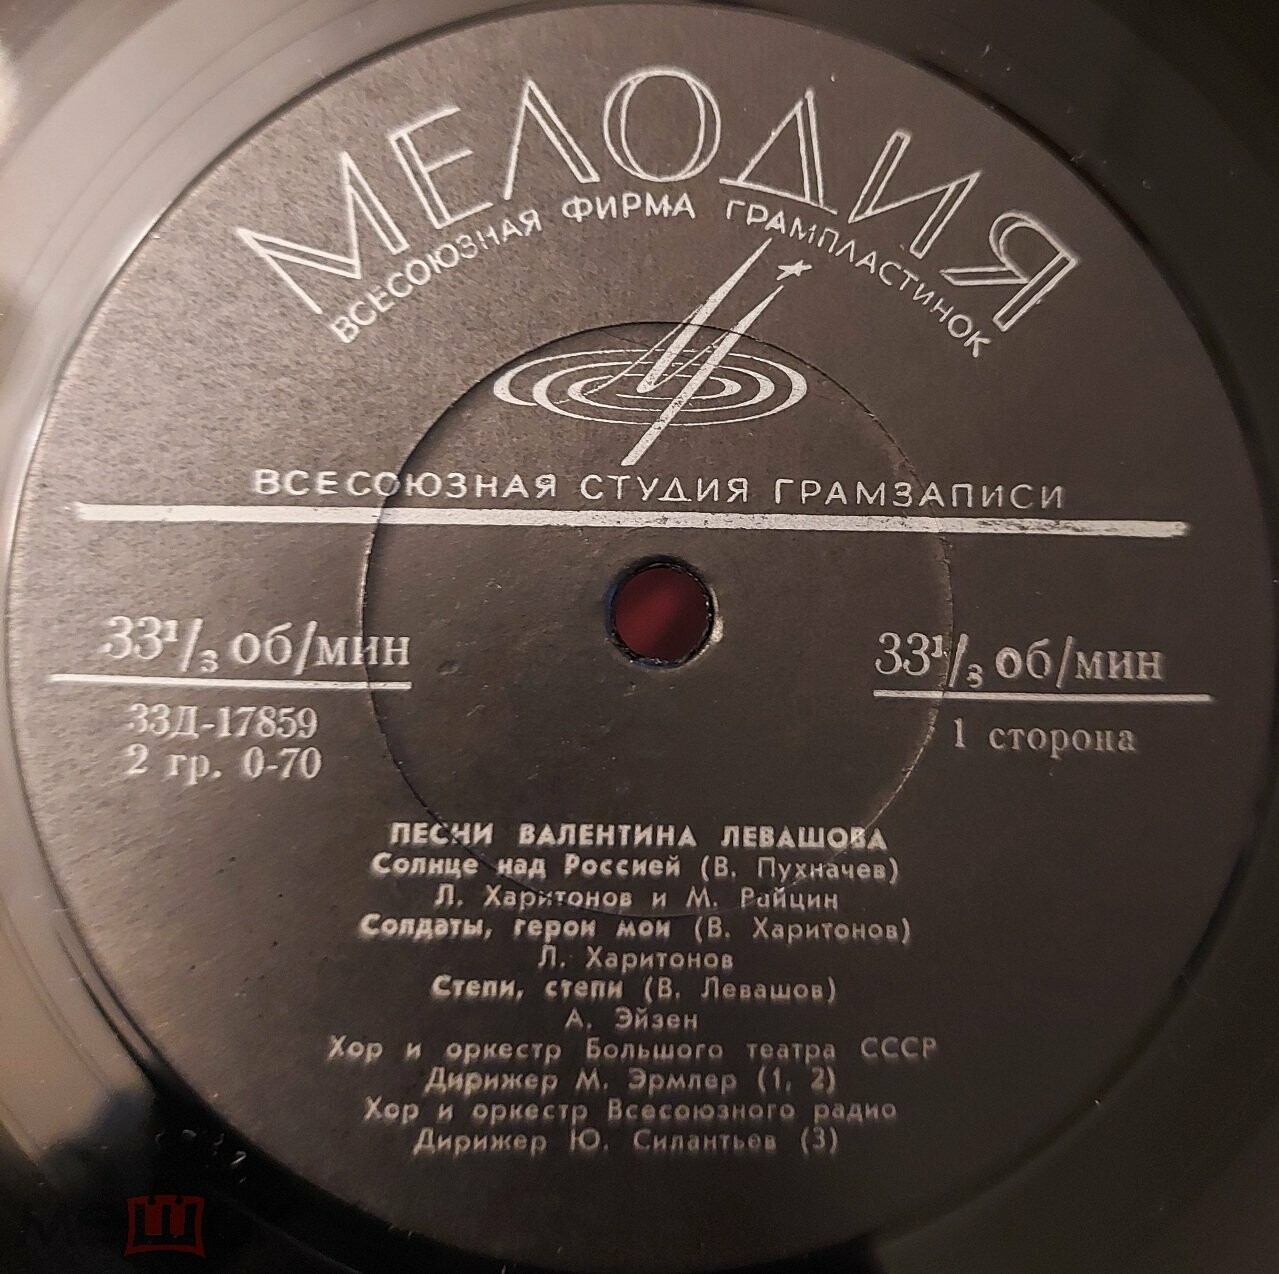 МЕЛОДИЯ
ВСЕСОЮЗНАЯ ФИРМА ГРАМПЛАСТИНОК
ВСЕСОЮЗНАЯ СТУДИЯ ГРАМЗАПИСИ
33¹/₃ об/мин
33¹/₃ об/мин
33Д-17859
2 гр. 0-70
1 сторона
ПЕСНИ ВАЛЕНТИНА ЛЕВАШОВА
Солнце над Россией (В. Пухначев)
Л. Харитонов и М. Райцин
Солдаты, герои мои (В. Харитонов)
Л. Харитонов
Степи, степи (В. Левашов)
А. Эйзен
Хор и оркестр Большого театра СССР
Дирижер М. Эрмлер (1, 2)
Хор и оркестр Всесоюзного радио
Дирижер Ю. Силантьев (3)